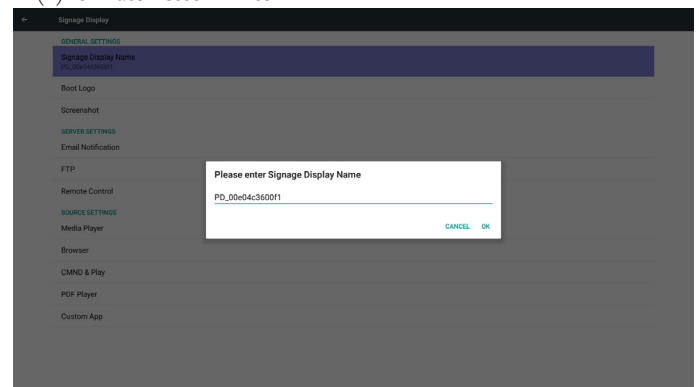 Signage Display
GENERAL SETTINGS
Signage Display Name
PD_00e04c3600f1
Boot Logo
Screenshot
SERVER SETTINGS
Email Notification
FTP
Remote Control
SOURCE SETTINGS
Media Player
Browser
CMND & Play
PDF Player
Custom App
Please enter Signage Display Name
PD_00e04c3600f1
CANCEL OK